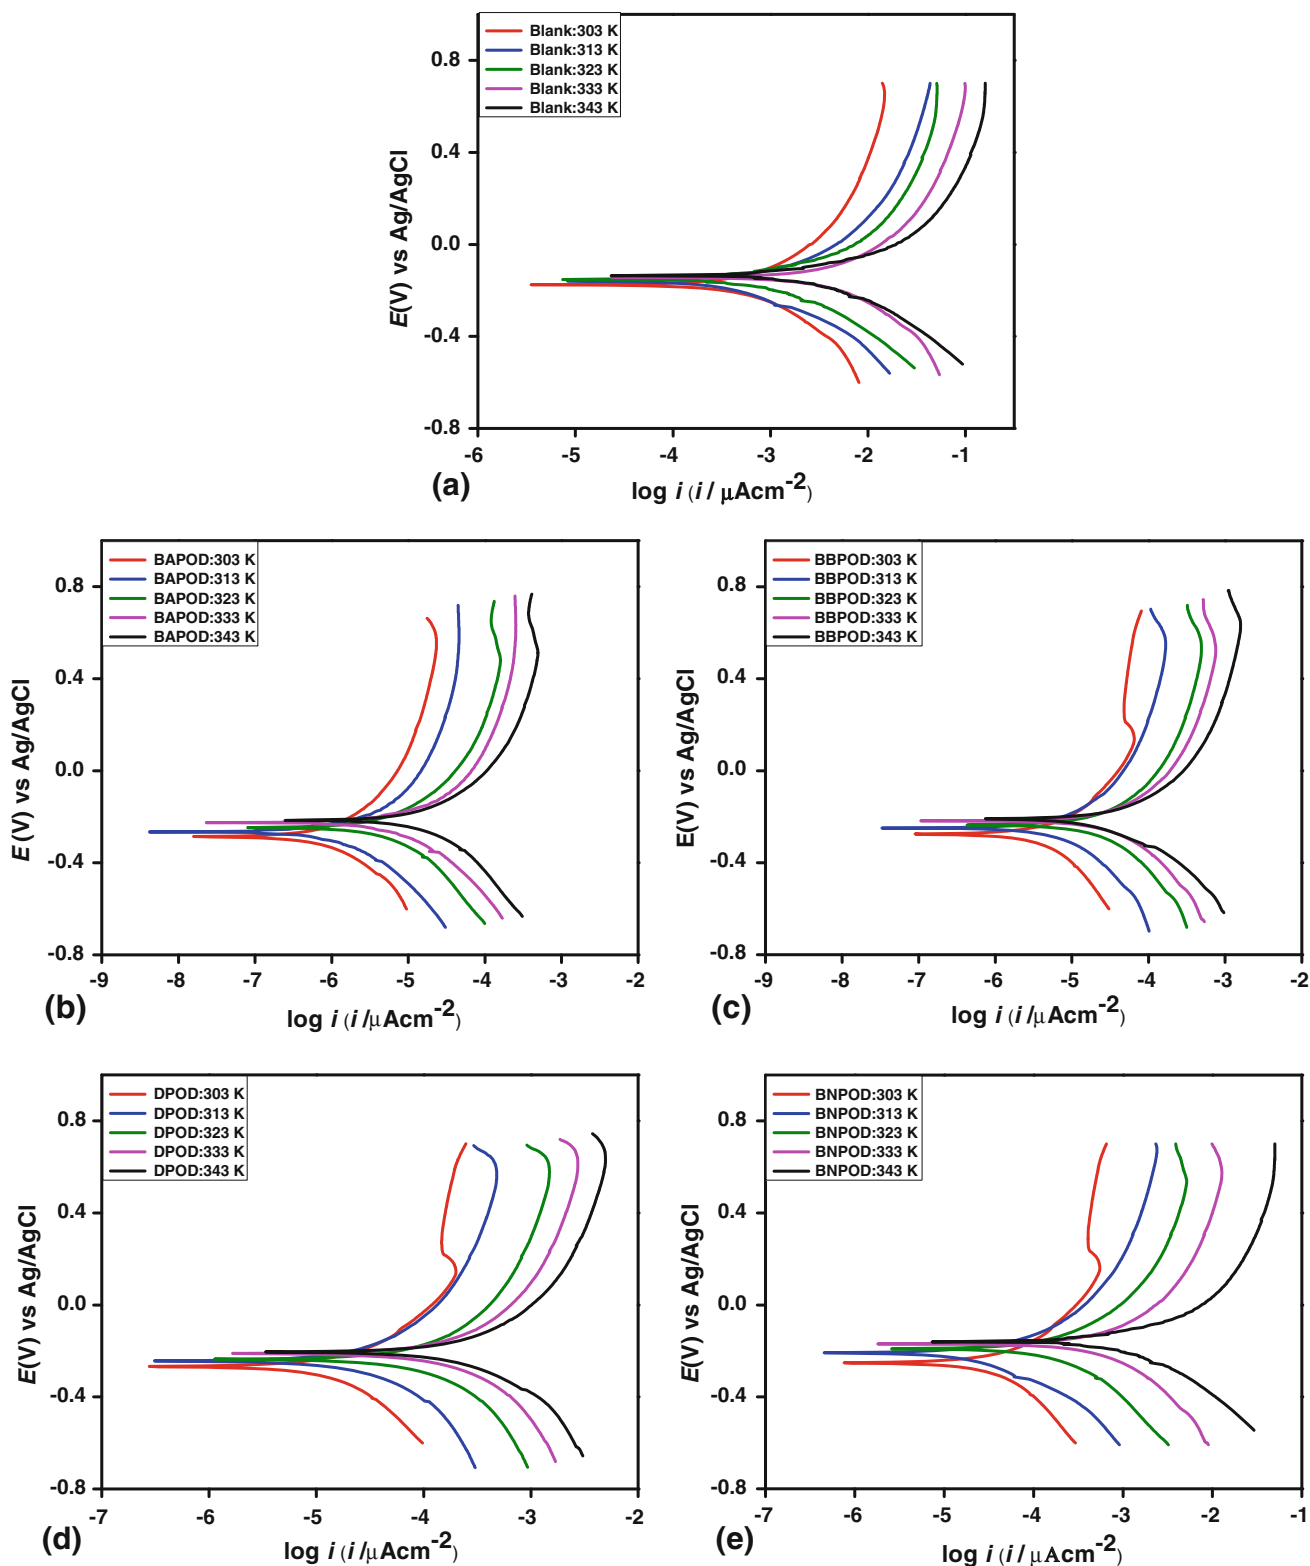 Blank:303 K
Blank:313 K
Blank:323 K
Blank:333 K
Blank:343 K
0.8
0.4
0.0
-0.4
-0.8
E(V) vs Ag/AgCl
-6 -5 -4 -3 -2 -1
(a)
log i (i / μAcm-2)
BAPOD:303 K
BAPOD:313 K
BAPOD:323 K
BAPOD:333 K
BAPOD:343 K
0.8
0.4
0.0
-0.4
-0.8
E(V) vs Ag/AgCl
-9 -8 -7 -6 -5 -4 -3 -2
(b)
log i (i /μAcm-2)
BBPOD:303 K
BBPOD:313 K
BBPOD:323 K
BBPOD:333 K
BBPOD:343 K
0.8
0.4
0.0
-0.4
-0.8
E(V) vs Ag/AgCl
-9 -8 -7 -6 -5 -4 -3 -2
(c)
log i (i /μAcm-2)
DPOD:303 K
DPOD:313 K
DPOD:323 K
DPOD:333 K
DPOD:343 K
0.8
0.4
0.0
-0.4
-0.8
E(V) vs Ag/AgCl
-7 -6 -5 -4 -3 -2
(d)
log i (i /μAcm-2)
BNPOD:303 K
BNPOD:313 K
BNPOD:323 K
BNPOD:333 K
BNPOD:343 K
0.8
0.4
0.0
-0.4
-0.8
E(V) vs Ag/AgCl
-7 -6 -5 -4 -3 -2 -1
(e)
log i (i / μAcm-2)